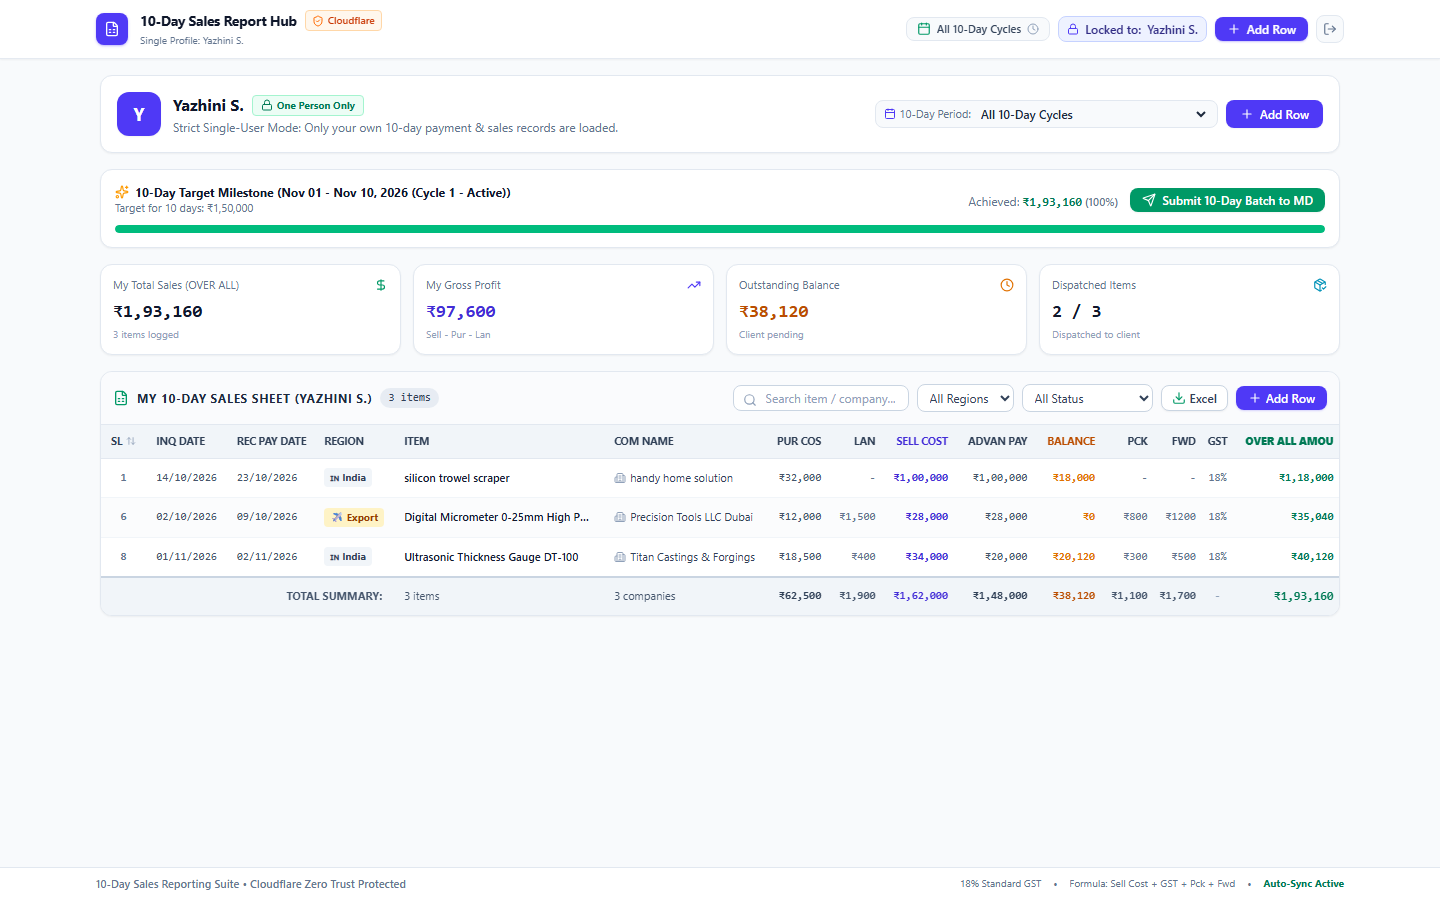 10-Day Sales Report Hub Cloudflare
Single Profile: Yazhini S.
All 10-Day Cycles
Locked to: Yazhini S.
Add Row
Y
Yazhini S. One Person Only
Strict Single-User Mode: Only your own 10-day payment & sales records are loaded.
10-Day Period: All 10-Day Cycles
Add Row
10-Day Target Milestone (Nov 01 - Nov 10, 2026 (Cycle 1 - Active))
Target for 10 days: ₹1,50,000
Achieved: ₹1,93,160 (100%)
Submit 10-Day Batch to MD
My Total Sales (OVER ALL)
₹1,93,160
3 items logged
My Gross Profit
₹97,600
Sell - Pur - Lan
Outstanding Balance
₹38,120
Client pending
Dispatched Items
2 / 3
Dispatched to client
MY 10-DAY SALES SHEET (YAZHINI S.) 3 items
Search item / company...
All Regions
All Status
Excel
Add Row
SL INQ DATE REC PAY DATE REGION ITEM COM NAME PUR COS LAN SELL COST ADVAN PAY BALANCE PCK FWD GST OVER ALL AMOU
1 14/10/2026 23/10/2026 IN India silicon trowel scraper handy home solution ₹32,000 - ₹1,00,000 ₹1,00,000 ₹18,000 - - 18% ₹1,18,000
6 02/10/2026 09/10/2026 Export Digital Micrometer 0-25mm High P... Precision Tools LLC Dubai ₹12,000 ₹1,500 ₹28,000 ₹28,000 ₹0 ₹800 ₹1200 18% ₹35,040
8 01/11/2026 02/11/2026 IN India Ultrasonic Thickness Gauge DT-100 Titan Castings & Forgings ₹18,500 ₹400 ₹34,000 ₹20,000 ₹20,120 ₹300 ₹500 18% ₹40,120
TOTAL SUMMARY: 3 items 3 companies ₹62,500 ₹1,900 ₹1,62,000 ₹1,48,000 ₹38,120 ₹1,100 ₹1,700 - ₹1,93,160
10-Day Sales Reporting Suite • Cloudflare Zero Trust Protected
18% Standard GST • Formula: Sell Cost + GST + Pck + Fwd • Auto-Sync Active